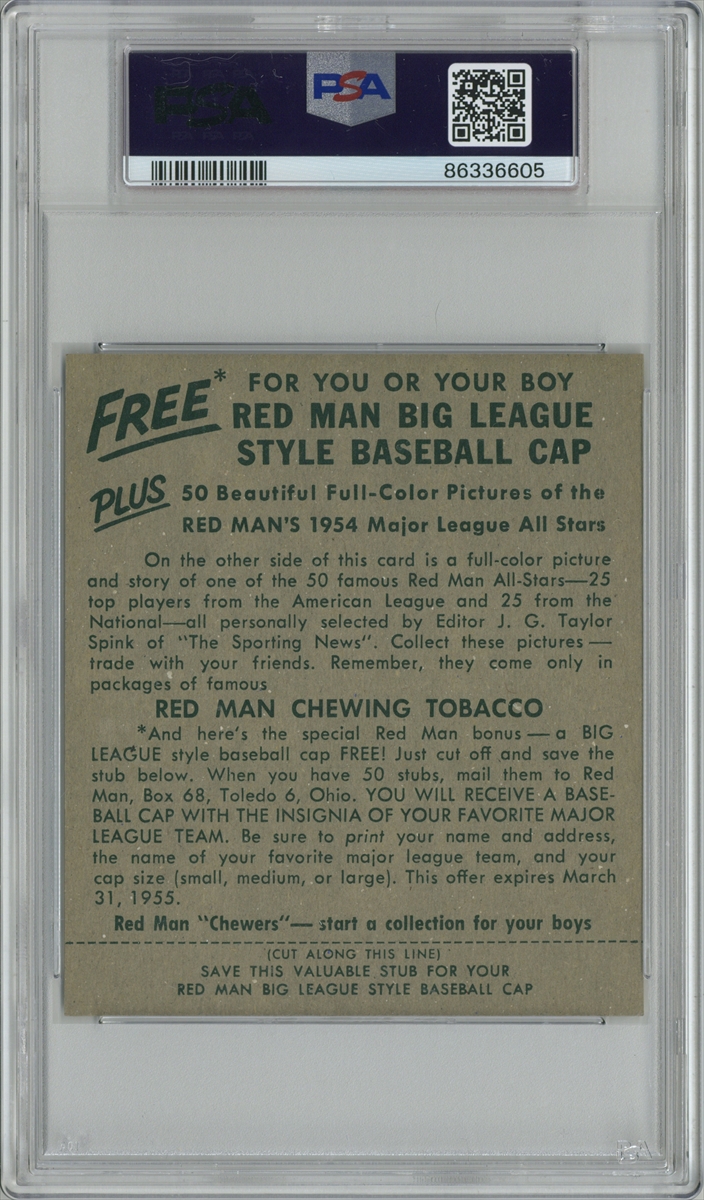 PSA
PSA
86336605
FREE* FOR YOU OR YOUR BOY
RED MAN BIG LEAGUE
STYLE BASEBALL CAP
PLUS 50 Beautiful Full-Color Pictures of the
RED MAN'S 1954 Major League All Stars
On the other side of this card is a full-color picture
and story of one of the 50 famous Red Man All-Stars—25
top players from the American League and 25 from the
National—all personally selected by Editor J. G. Taylor
Spink of "The Sporting News". Collect these pictures —
trade with your friends. Remember, they come only in
packages of famous
RED MAN CHEWING TOBACCO
*And here's the special Red Man bonus — a BIG
LEAGUE style baseball cap FREE! Just cut off and save the
stub below. When you have 50 stubs, mail them to Red
Man, Box 68, Toledo 6, Ohio. YOU WILL RECEIVE A BASE-
BALL CAP WITH THE INSIGNIA OF YOUR FAVORITE MAJOR
LEAGUE TEAM. Be sure to print your name and address,
the name of your favorite major league team, and your
cap size (small, medium, or large). This offer expires March
31, 1955.
Red Man "Chewers"— start a collection for your boys
(CUT ALONG THIS LINE)
SAVE THIS VALUABLE STUB FOR YOUR
RED MAN BIG LEAGUE STYLE BASEBALL CAP
PSA